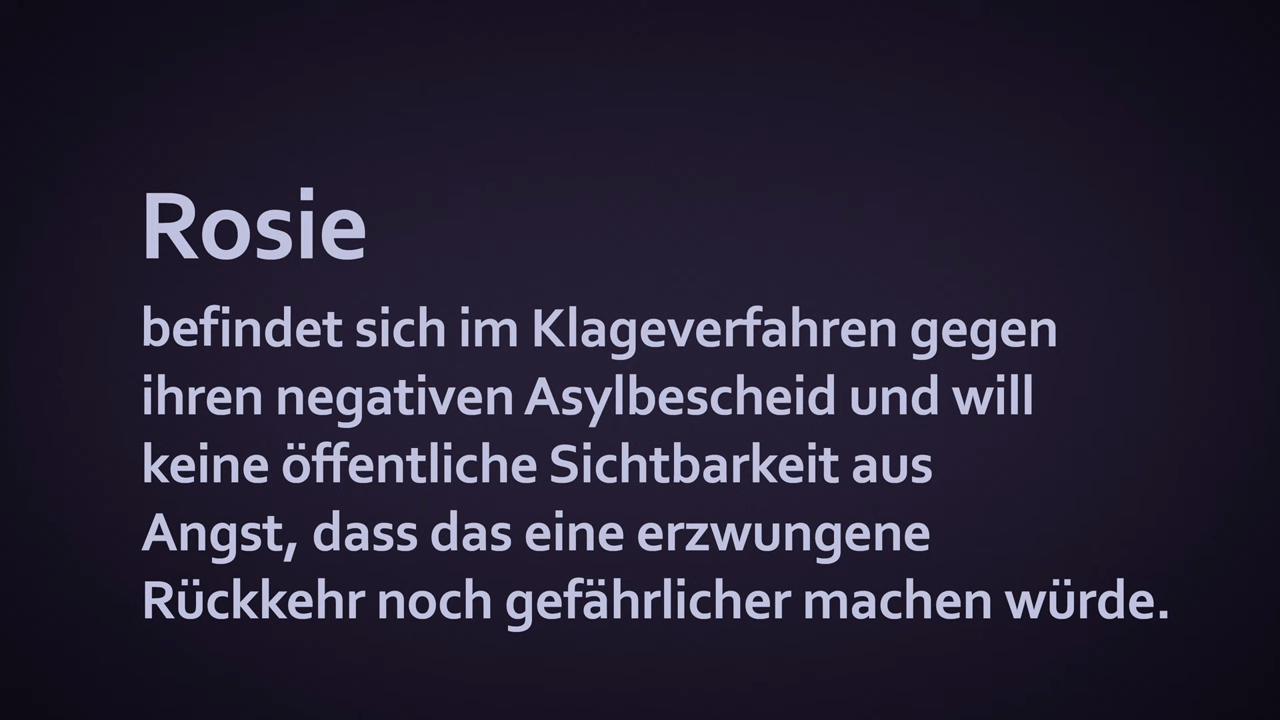 Rosie
befindet sich im Klageverfahren gegen
ihren negativen Asylbescheid und will
keine öffentliche Sichtbarkeit aus
Angst, dass das eine erzwungene
Rückkehr noch gefährlicher machen würde.